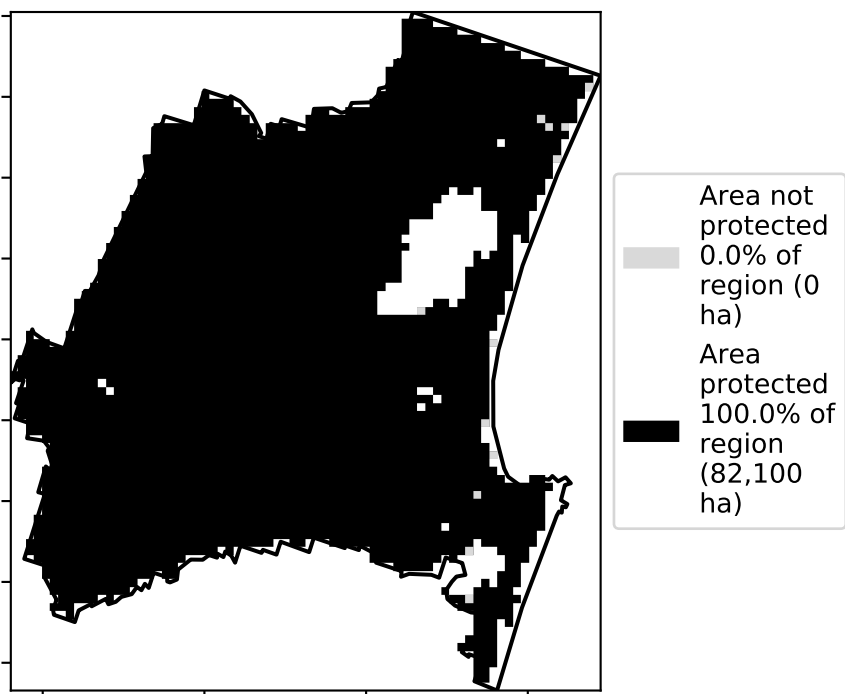 Area not
protected
0.0% of
region (0
ha)
Area
protected
100.0% of
region
(82,100
ha)